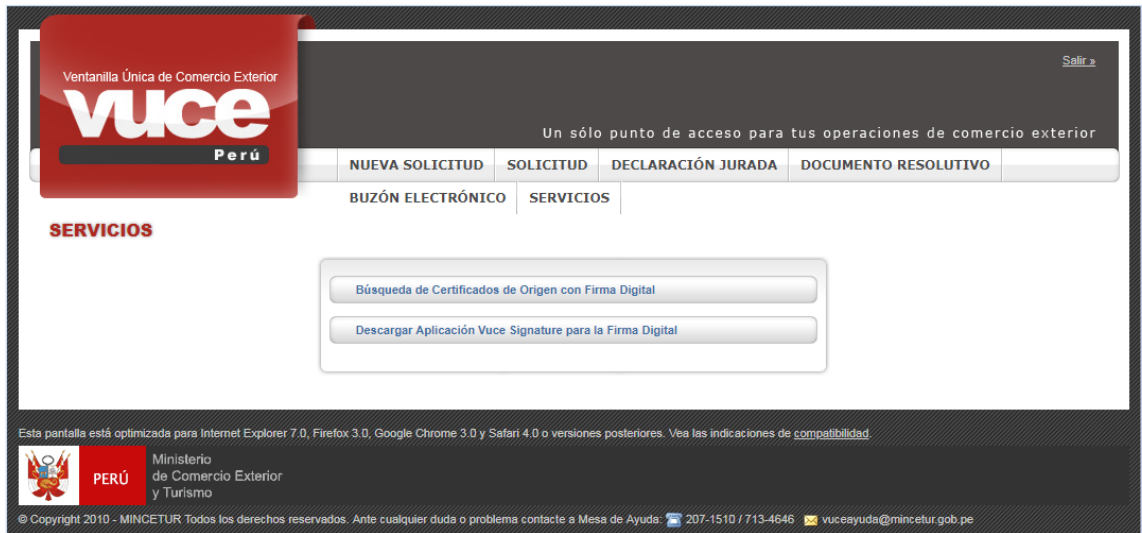 Ventanilla Única de Comercio Exterior
vuce
Perú
Salir »
Un sólo punto de acceso para tus operaciones de comercio exterior
NUEVA SOLICITUD SOLICITUD DECLARACIÓN JURADA DOCUMENTO RESOLUTIVO
BUZÓN ELECTRÓNICO SERVICIOS
SERVICIOS
Búsqueda de Certificados de Origen con Firma Digital
Descargar Aplicación Vuce Signature para la Firma Digital
Esta pantalla está optimizada para Internet Explorer 7.0, Firefox 3.0, Google Chrome 3.0 y Safari 4.0 o versiones posteriores. Vea las indicaciones de compatibilidad.
PERÚ
Ministerio
de Comercio Exterior
y Turismo
© Copyright 2010 - MINCETUR Todos los derechos reservados. Ante cualquier duda o problema contacte a Mesa de Ayuda: 207-1510 / 713-4646 vuceayuda@mincetur.gob.pe